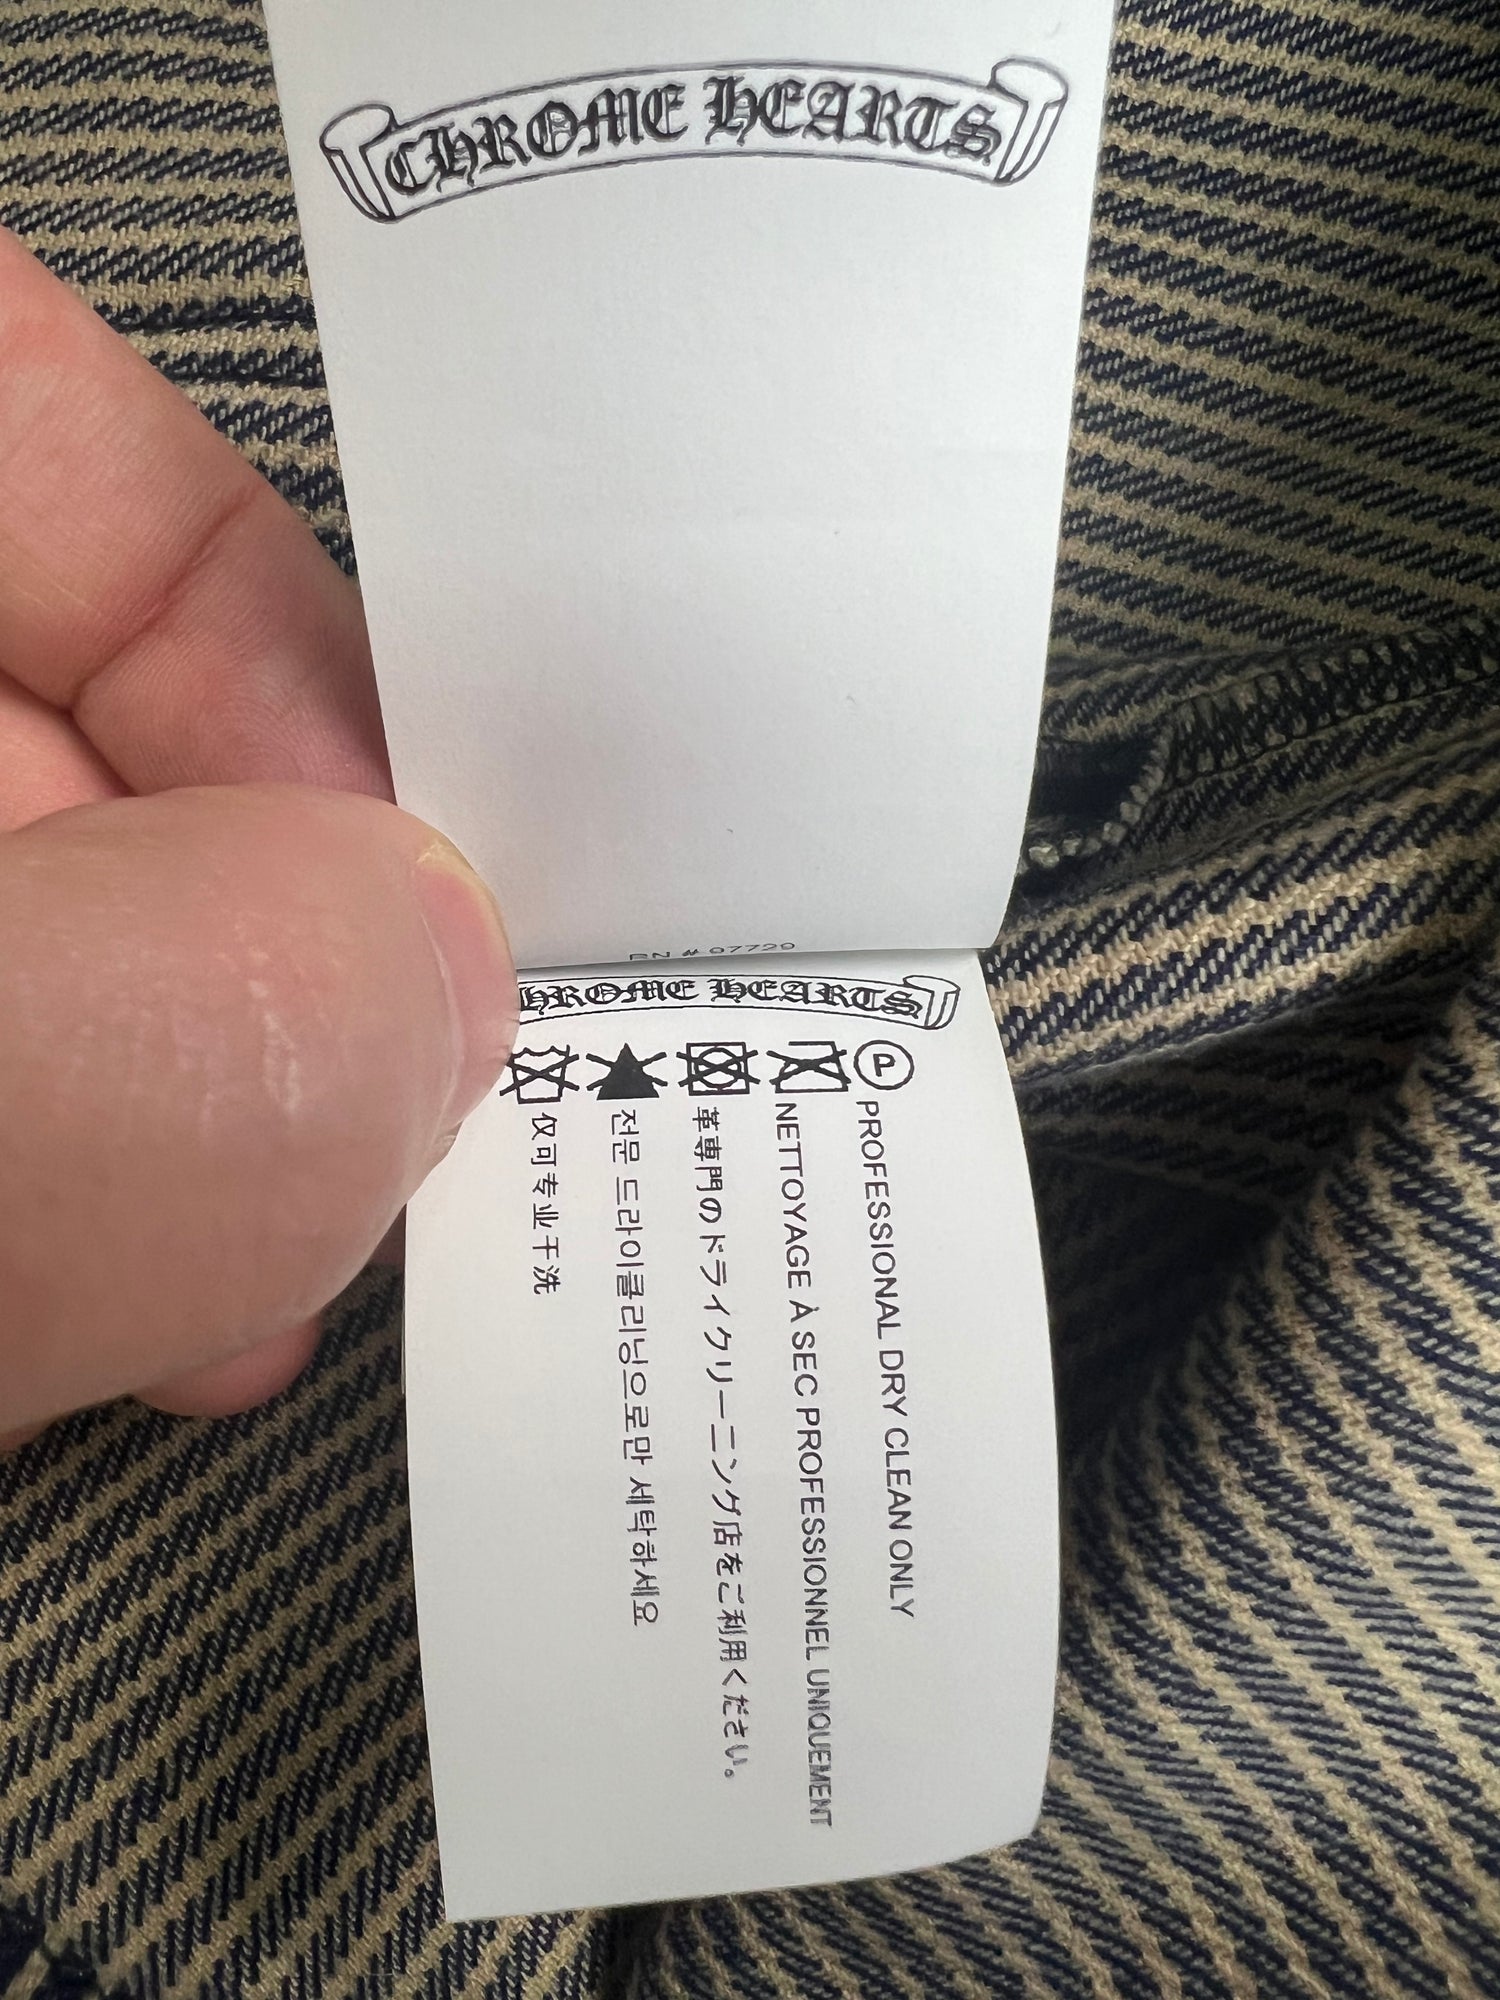 CHROME HEARTS
RN # 97729
HROME HEARTS
P
PROFESSIONAL DRY CLEAN ONLY
NETTOYAGE À SEC PROFESSIONNEL UNIQUEMENT
革専門のドライクリーニング店をご利用ください。
전문 드라이클리닝으로만 세탁하세요
仅可专业干洗